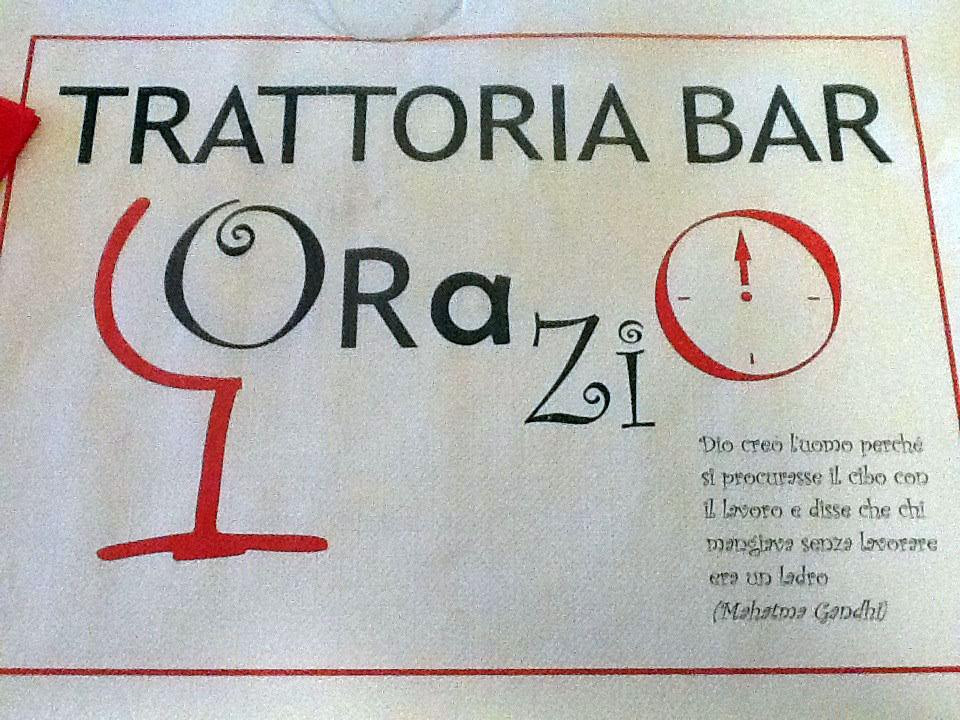 TRATTORIA BAR
ORaZiO
Dio creò l'uomo perché
si procurasse il cibo con
il lavoro e disse che chi
mangiava senza lavorare
era un ladro
(Mahatma Gandhi)